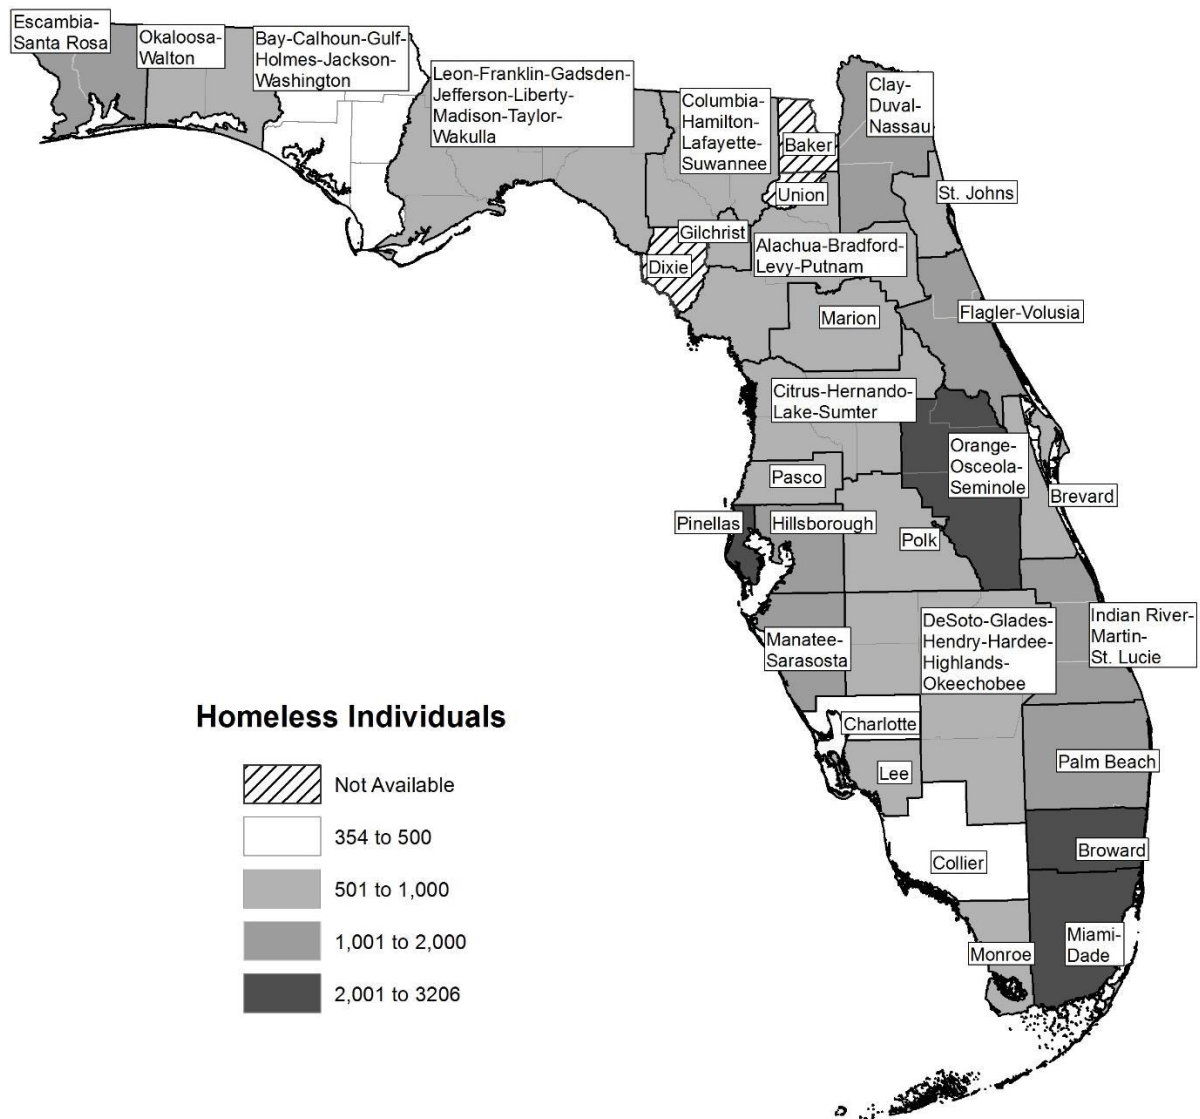 Escambia-
Santa Rosa
Okaloosa-
Walton
Bay-Calhoun-Gulf-
Holmes-Jackson-
Washington
Leon-Franklin-Gadsden-
Jefferson-Liberty-
Madison-Taylor-
Wakulla
Columbia-
Hamilton-
Lafayette-
Suwannee
Baker
Clay-
Duval-
Nassau
Union
St. Johns
Gilchrist
Dixie
Alachua-Bradford-
Levy-Putnam
Marion
Flagler-Volusia
Citrus-Hernando-
Lake-Sumter
Orange-
Osceola-
Seminole
Pasco
Brevard
Pinellas
Hillsborough
Polk
Manatee-
Sarasosta
DeSoto-Glades-
Hendry-Hardee-
Highlands-
Okeechobee
Indian River-
Martin-
St. Lucie
Charlotte
Lee
Palm Beach
Collier
Broward
Monroe
Miami-
Dade
Homeless Individuals
Not Available
354 to 500
501 to 1,000
1,001 to 2,000
2,001 to 3206